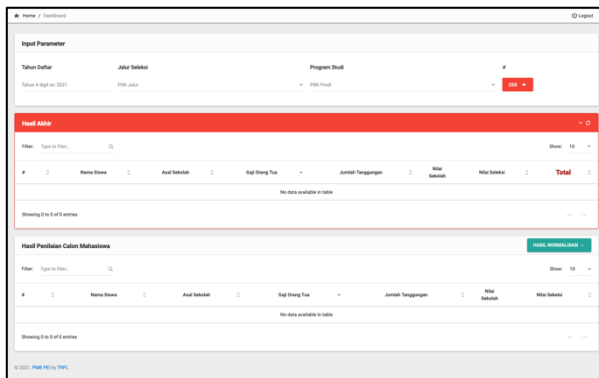 Home / Dashboard Logout
Input Parameter
Tahun Daftar Jalur Seleksi Program Studi #
Tahun 4 digit ex: 2021 Pilih Jalur Pilih Prodi CEK
Hasil Akhir
Filter: Type to filter... Show: 10
# Nama Siswa Asal Sekolah Gaji Orang Tua Jumlah Tanggungan Nilai Sekolah Nilai Seleksi Total
No data available in table
Showing 0 to 0 of 0 entries
Hasil Penilaian Calon Mahasiswa HASIL NORMALISASI
Filter: Type to filter... Show: 10
# Nama Siswa Asal Sekolah Gaji Orang Tua Jumlah Tanggungan Nilai Sekolah Nilai Seleksi
No data available in table
Showing 0 to 0 of 0 entries
© 2021. PMB PEI by TRPL